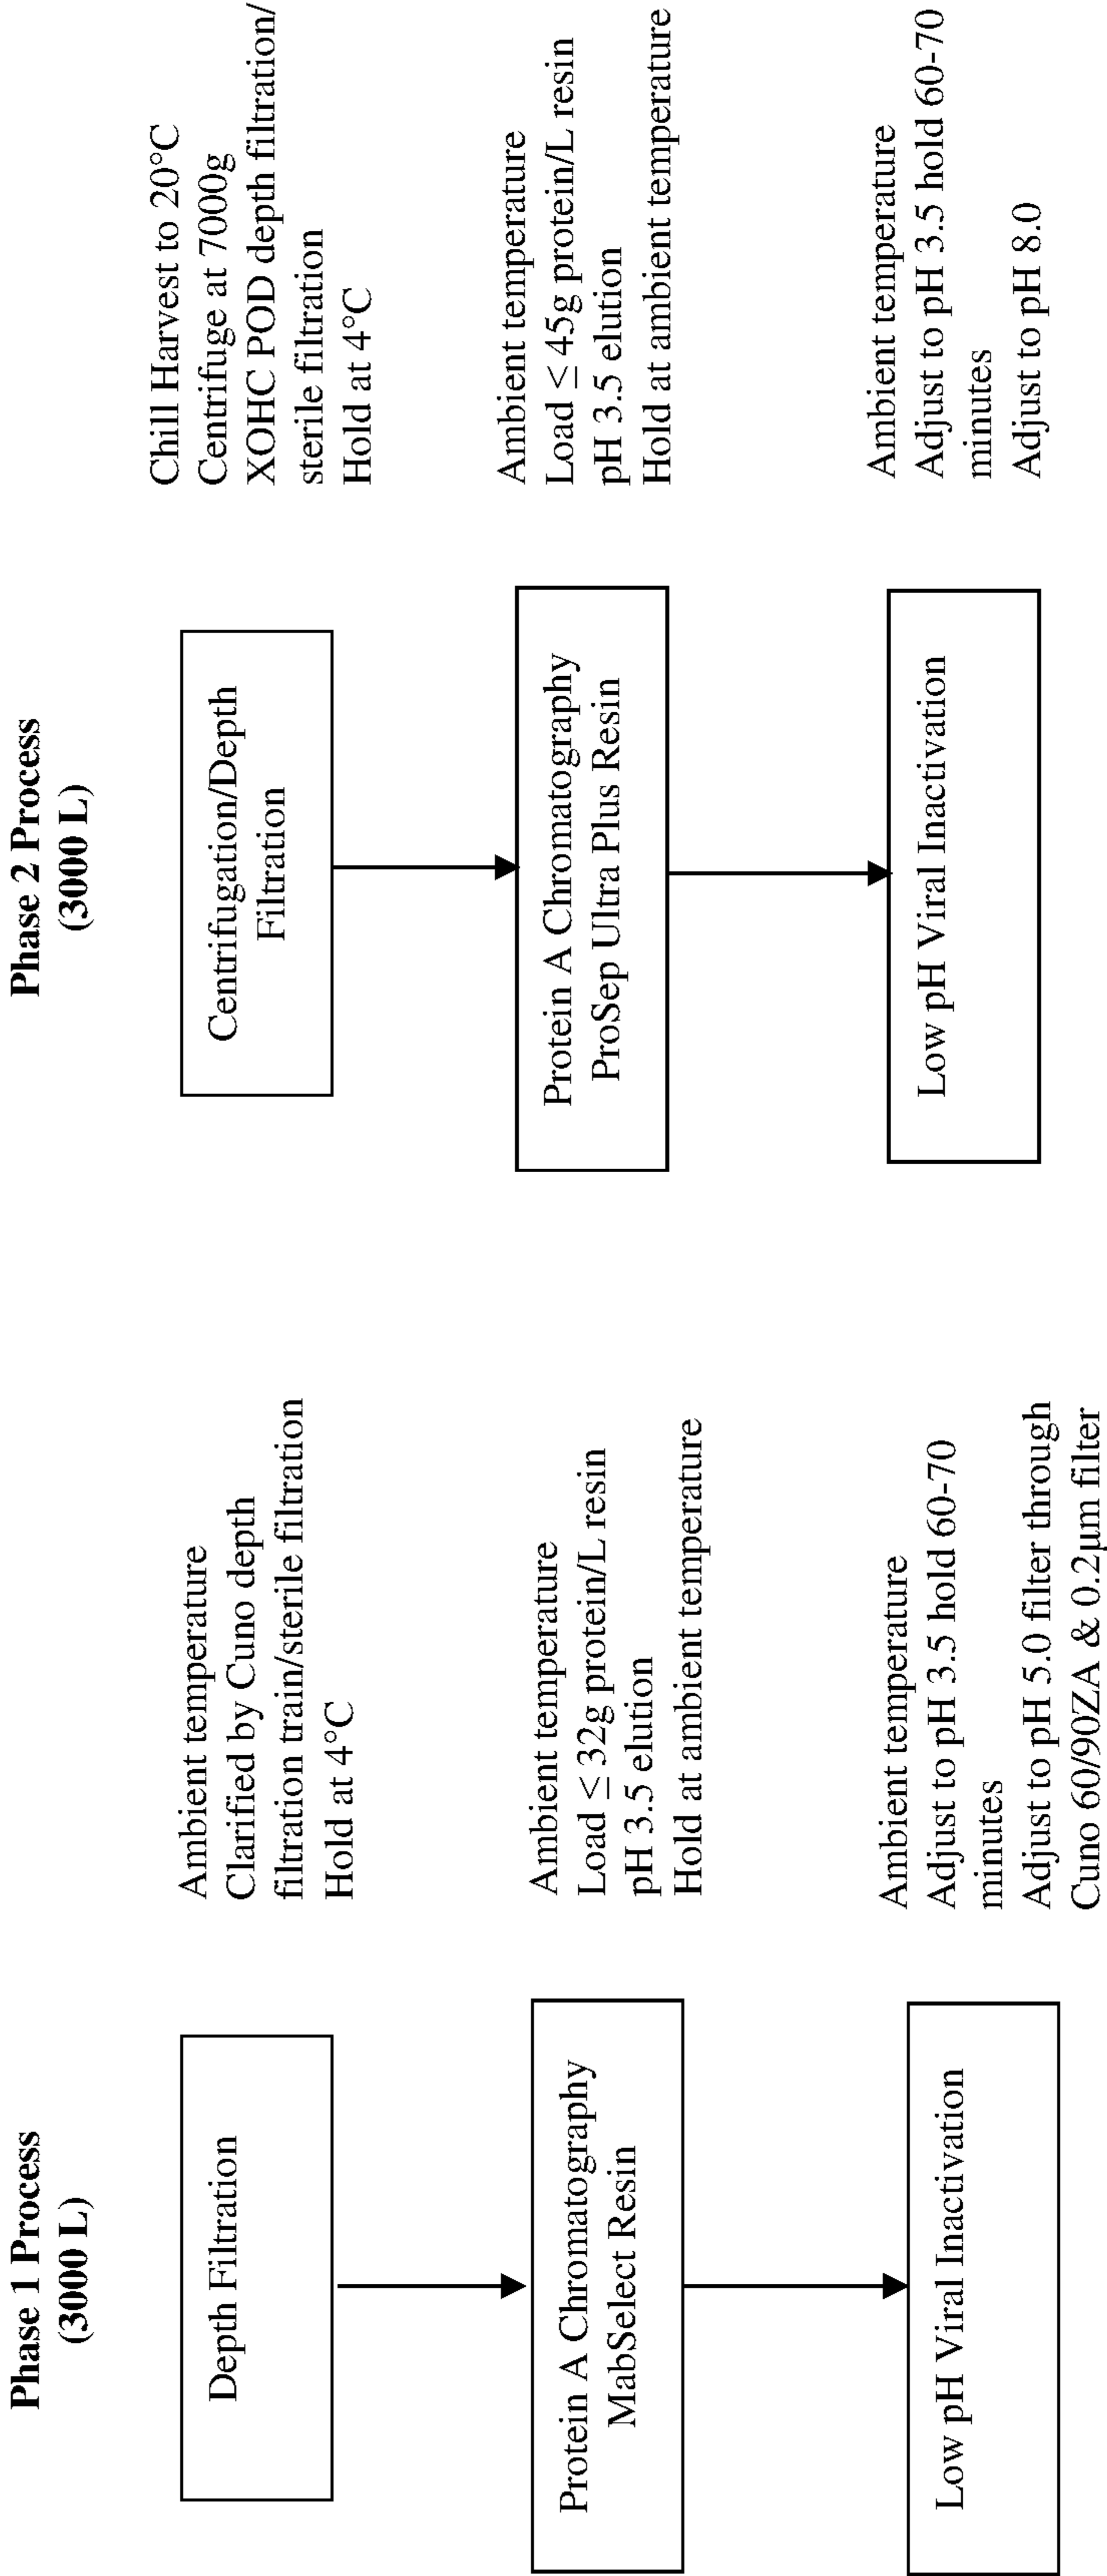 Phase 1 Process
(3000 L)
Depth Filtration
Ambient temperature
Clarified by Cuno depth
filtration train/sterile filtration
Hold at 4°C
Protein A Chromatography
MabSelect Resin
Ambient temperature
Load ≤ 32g protein/L resin
pH 3.5 elution
Hold at ambient temperature
Low pH Viral Inactivation
Ambient temperature
Adjust to pH 3.5 hold 60-70
minutes
Adjust to pH 5.0 filter through
Cuno 60/90ZA & 0.2µm filter
Phase 2 Process
(3000 L)
Centrifugation/Depth
Filtration
Chill Harvest to 20°C
Centrifuge at 7000g
XOHC POD depth filtration/
sterile filtration
Hold at 4°C
Protein A Chromatography
ProSep Ultra Plus Resin
Ambient temperature
Load ≤ 45g protein/L resin
pH 3.5 elution
Hold at ambient temperature
Low pH Viral Inactivation
Ambient temperature
Adjust to pH 3.5 hold 60-70
minutes
Adjust to pH 8.0